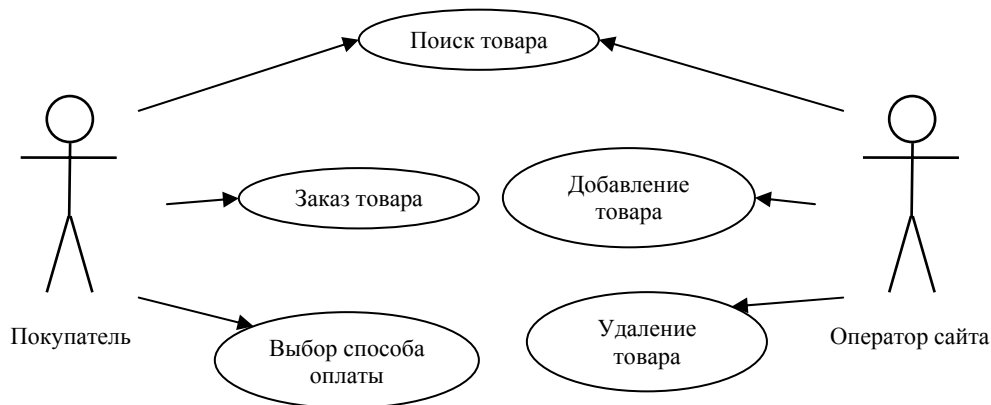 Поиск товара
Заказ товара
Добавление
товара
Покупатель
Выбор способа
оплаты
Удаление
товара
Оператор сайта